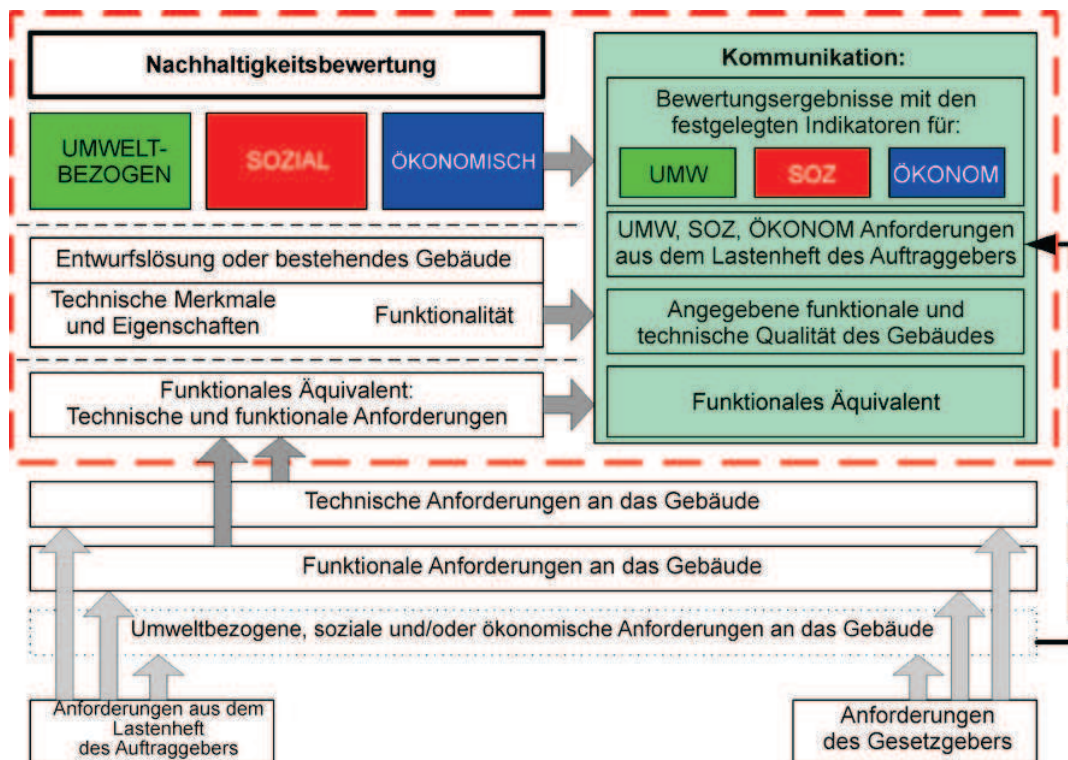 Nachhaltigkeitsbewertung
UMWELT-
BEZOGEN
SOZIAL
ÖKONOMISCH
Kommunikation:
Bewertungsergebnisse mit den
festgelegten Indikatoren für:
UMW
SOZ
ÖKONOM
UMW, SOZ, ÖKONOM Anforderungen
aus dem Lastenheft des Auftraggebers
Entwurfslösung oder bestehendes Gebäude
Technische Merkmale
und Eigenschaften
Funktionalität
Angegebene funktionale und
technische Qualität des Gebäudes
Funktionales Äquivalent:
Technische und funktionale Anforderungen
Funktionales Äquivalent
Technische Anforderungen an das Gebäude
Funktionale Anforderungen an das Gebäude
Umweltbezogene, soziale und/oder ökonomische Anforderungen an das Gebäude
Anforderungen aus dem
Lastenheft
des Auftraggebers
Anforderungen
des Gesetzgebers